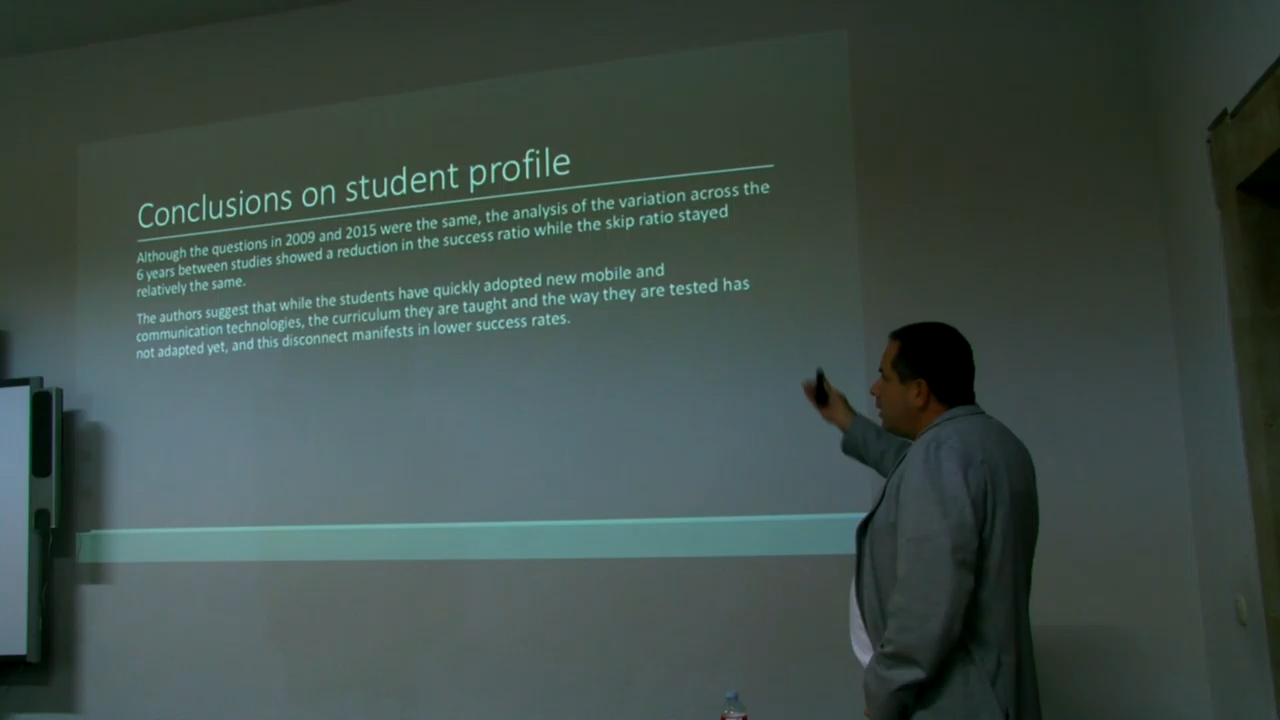 Conclusions on student profile
Although the questions in 2009 and 2015 were the same, the analysis of the variation across the
6 years between studies showed a reduction in the success ratio while the skip ratio stayed
relatively the same.
The authors suggest that while the students have quickly adopted new mobile and
communication technologies, the curriculum they are taught and the way they are tested has
not adapted yet, and this disconnect manifests in lower success rates.